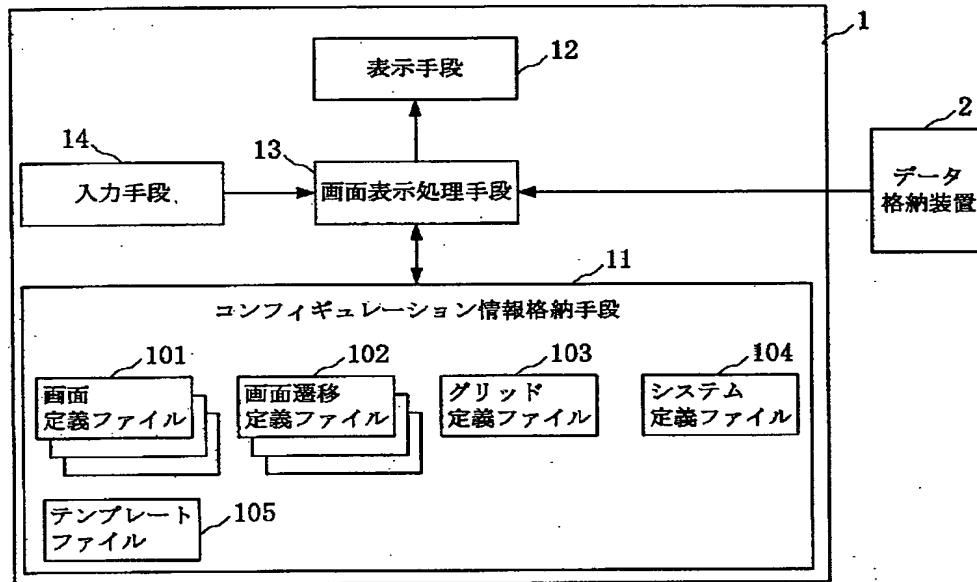 1
表示手段
12
2
14
13
入力手段
画面表示処理手段
データ
格納装置
11
コンフィギュレーション情報格納手段
101
102
103
104
画面
定義ファイル
画面遷移
定義ファイル
グリッド
定義ファイル
システム
定義ファイル
テンプレート
ファイル
105